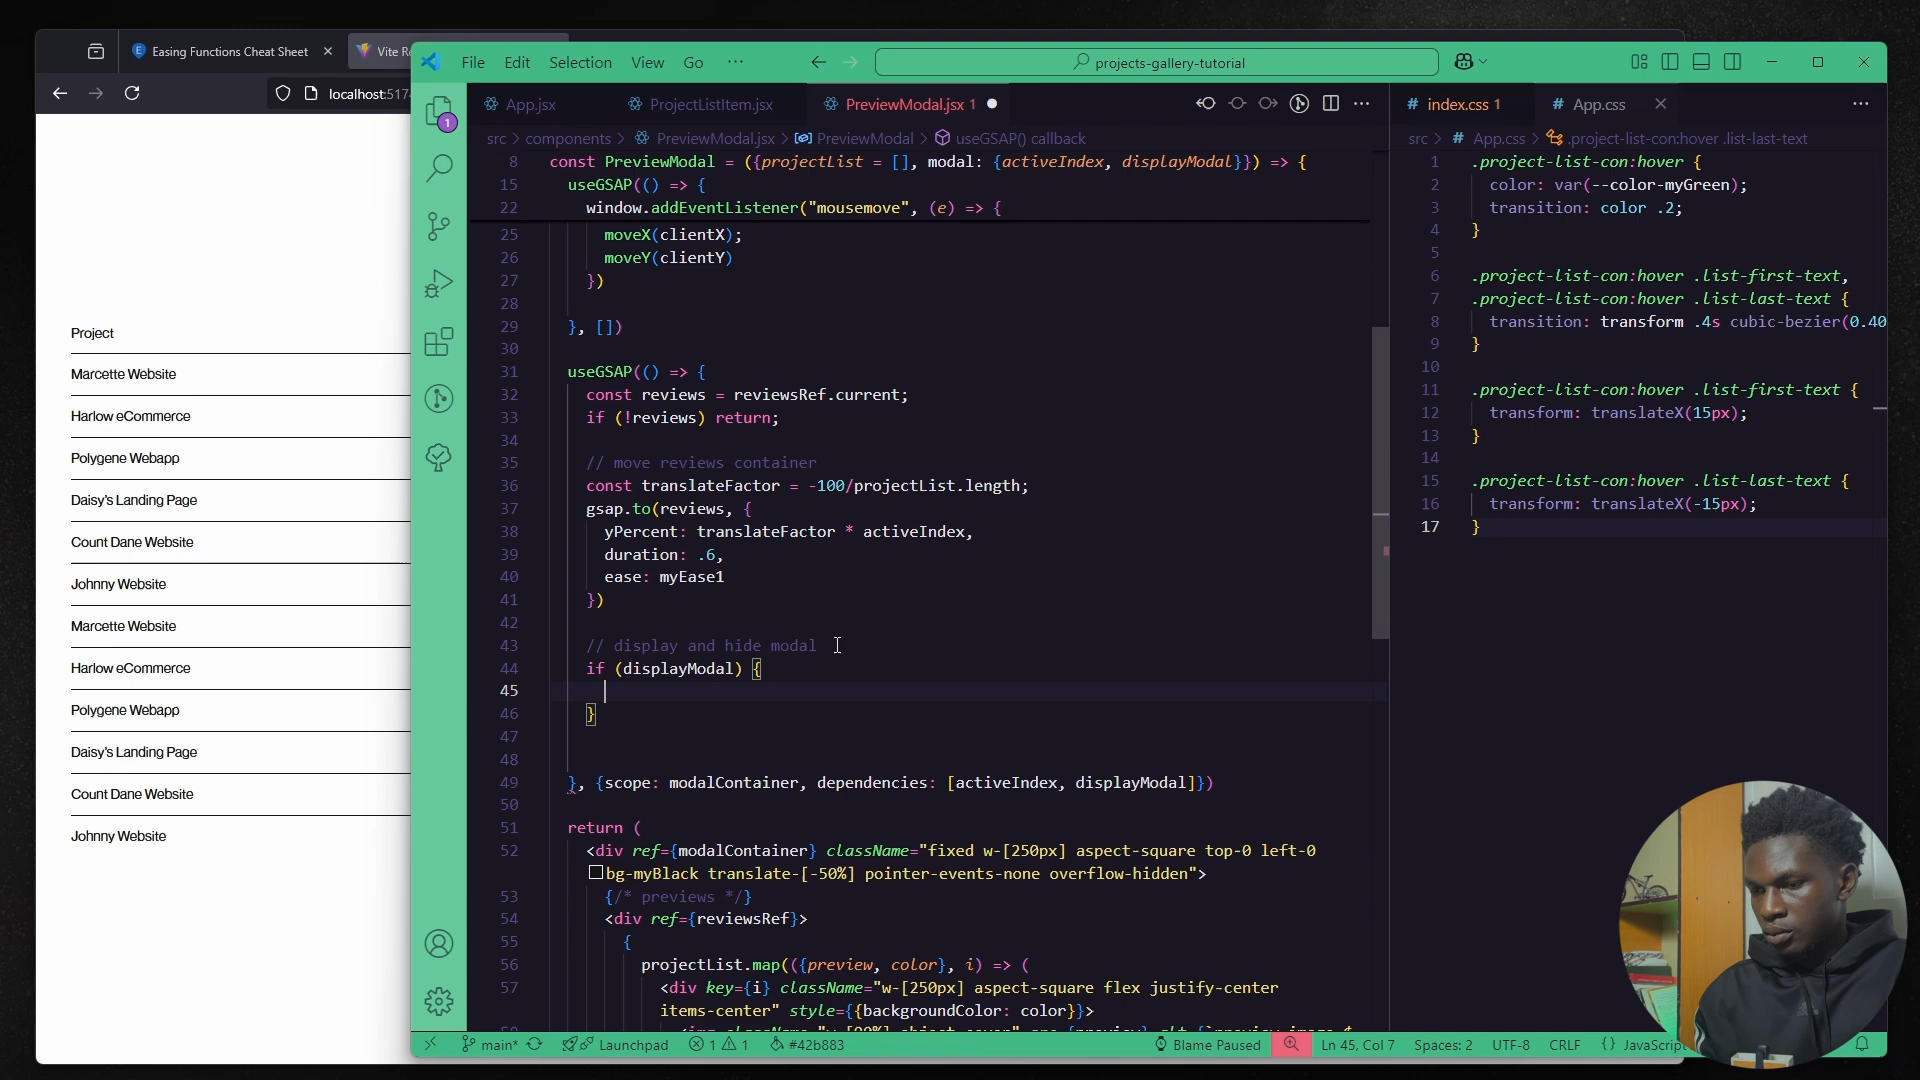 Easing Functions Cheat Sheet
Vite Re
localhost:517
Project
Marcette Website
Harlow eCommerce
Polygene Webapp
Daisy's Landing Page
Count Dane Website
Johnny Website
Marcette Website
Harlow eCommerce
Polygene Webapp
Daisy's Landing Page
Count Dane Website
Johnny Website
File Edit Selection View Go ···
projects-gallery-tutorial
1
App.jsx
ProjectListItem.jsx
PreviewModal.jsx 1
src > components > PreviewModal.jsx > PreviewModal > useGSAP() callback
8 const PreviewModal = ({projectList = [], modal: {activeIndex, displayModal}}) => {
15 useGSAP(() => {
22 window.addEventListener("mousemove", (e) => {
25 moveX(clientX);
26 moveY(clientY)
27 })
28
29 }, [])
30
31 useGSAP(() => {
32 const reviews = reviewsRef.current;
33 if (!reviews) return;
34
35 // move reviews container
36 const translateFactor = -100/projectList.length;
37 gsap.to(reviews, {
38 yPercent: translateFactor * activeIndex,
39 duration: .6,
40 ease: myEase1
41 })
42
43 // display and hide modal
44 if (displayModal) {
45
46 }
47
48
49 }, {scope: modalContainer, dependencies: [activeIndex, displayModal]})
50
51 return (
52 <div ref={modalContainer} className="fixed w-[250px] aspect-square top-0 left-0
bg-myBlack translate-[-50%] pointer-events-none overflow-hidden">
53 {/* previews */}
54 <div ref={reviewsRef}>
55 {
56 projectList.map(({preview, color}, i) => (
57 <div key={i} className="w-[250px] aspect-square flex justify-center
items-center" style={{backgroundColor: color}}>
# index.css 1
# App.css
src > # App.css > .project-list-con:hover .list-last-text
1 .project-list-con:hover {
2 color: var(--color-myGreen);
3 transition: color .2;
4 }
5
6 .project-list-con:hover .list-first-text,
7 .project-list-con:hover .list-last-text {
8 transition: transform .4s cubic-bezier(0.40
9 }
10
11 .project-list-con:hover .list-first-text {
12 transform: translateX(15px);
13 }
14
15 .project-list-con:hover .list-last-text {
16 transform: translateX(-15px);
17 }
main* Launchpad 1 1 #42b883
Blame Paused Ln 45, Col 7 Spaces: 2 UTF-8 CRLF {} JavaScript